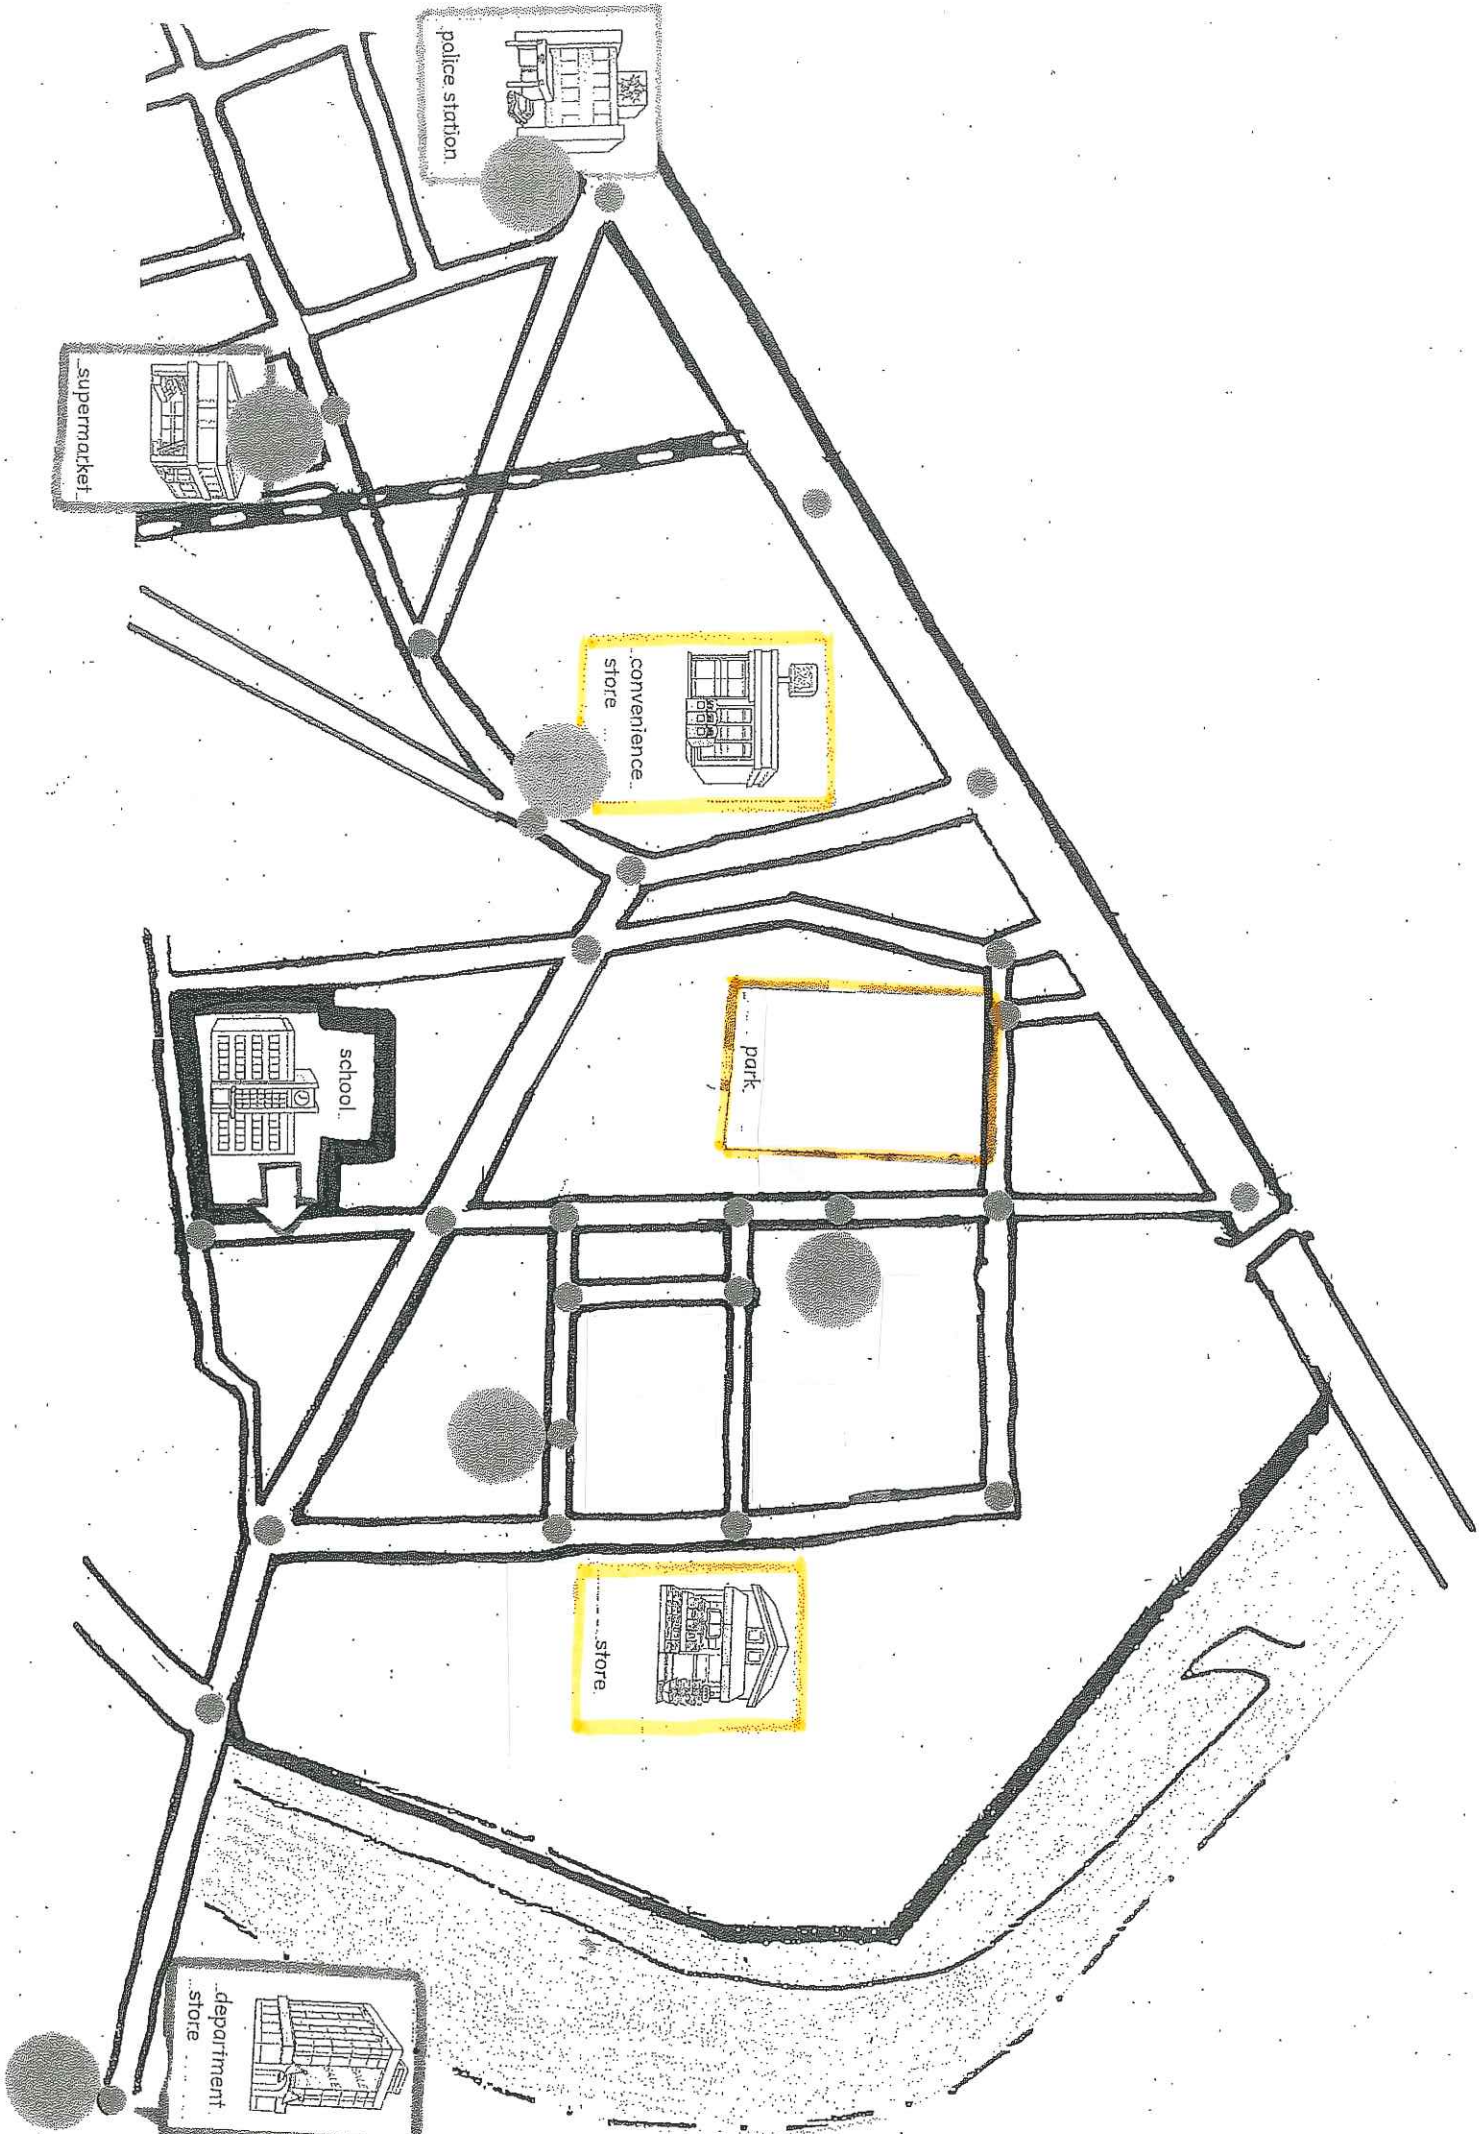 police station
supermarket
convenience
store
park
school
store
department
store